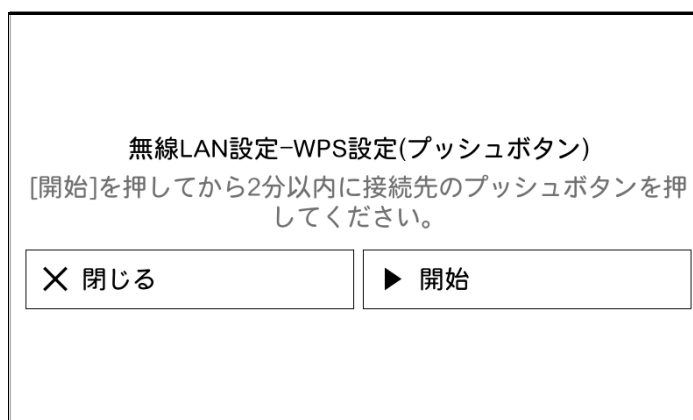 無線LAN設定-WPS設定(プッシュボタン)
[開始]を押してから2分以内に接続先のプッシュボタンを押
してください。
× 閉じる
▶ 開始